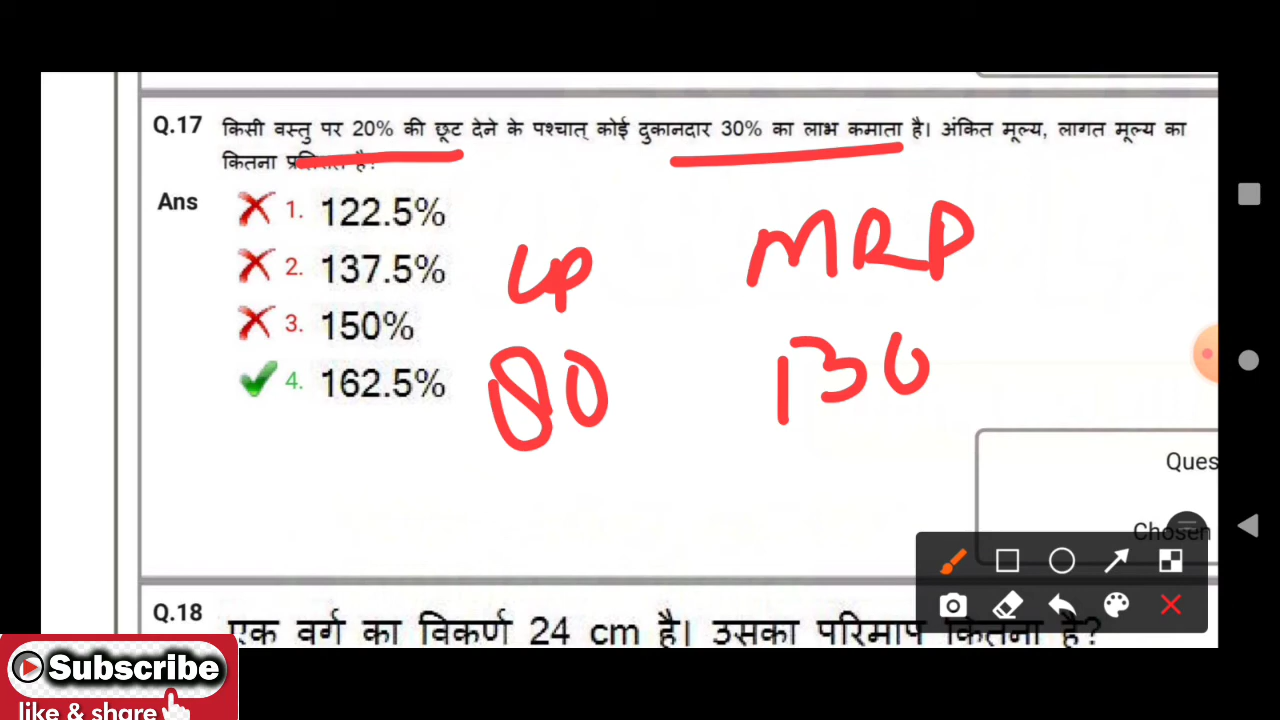 Q.17 किसी वस्तु पर 20% की छूट देने के पश्चात् कोई दुकानदार 30% का लाभ कमाता है। अंकित मूल्य, लागत मूल्य का
कितना प्रतिशत है?
Ans 1. 122.5%
2. 137.5%
3. 150%
4. 162.5%
CP MRP
80 130
Ques
Chosen
Q.18 एक वर्ग का विकर्ण 24 cm है। उसका परिमाप कितना है?
Subscribe
like & share